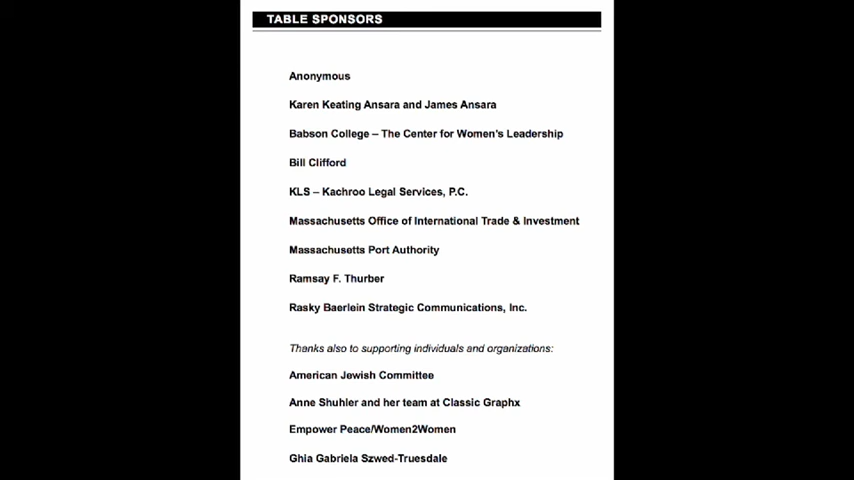 TABLE SPONSORS
Anonymous
Karen Keating Ansara and James Ansara
Babson College – The Center for Women's Leadership
Bill Clifford
KLS – Kachroo Legal Services, P.C.
Massachusetts Office of International Trade & Investment
Massachusetts Port Authority
Ramsay F. Thurber
Rasky Baerlein Strategic Communications, Inc.
Thanks also to supporting individuals and organizations:
American Jewish Committee
Anne Shuhler and her team at Classic Graphx
Empower Peace/Women2Women
Ghia Gabriela Szwed-Truesdale